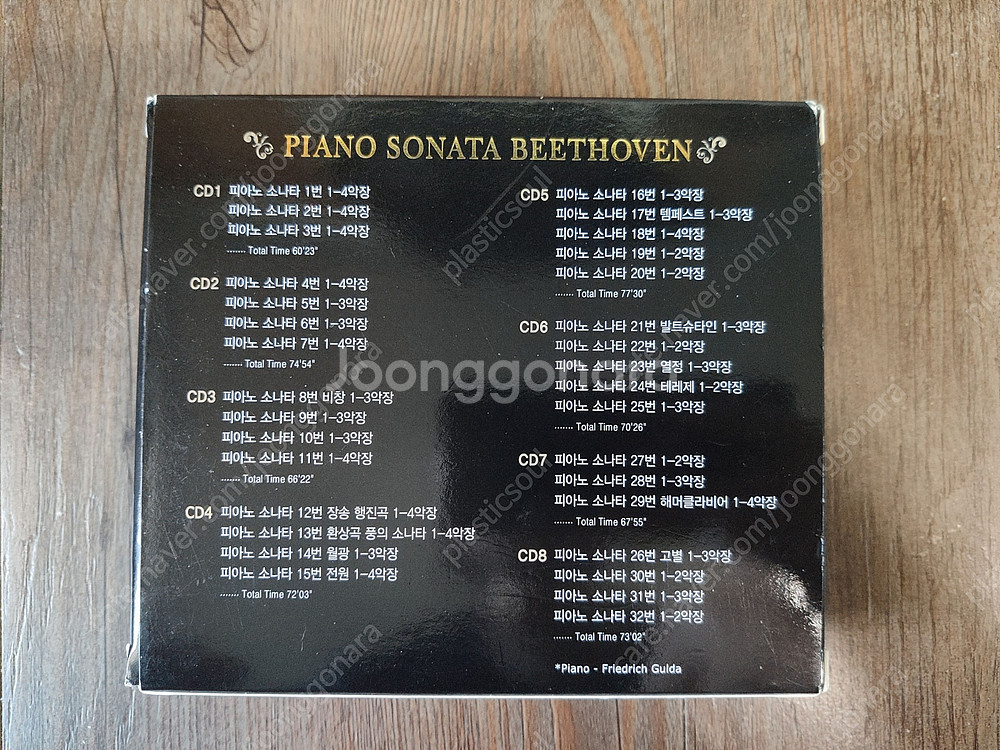 PIANO SONATA BEETHOVEN
CD1 피아노 소나타 1번 1-4악장
피아노 소나타 2번 1-4악장
피아노 소나타 3번 1-4악장
....... Total Time 60'23"
CD2 피아노 소나타 4번 1-4악장
피아노 소나타 5번 1-3악장
피아노 소나타 6번 1-3악장
피아노 소나타 7번 1-4악장
....... Total Time 74'54"
CD3 피아노 소나타 8번 비창 1-3악장
피아노 소나타 9번 1-3악장
피아노 소나타 10번 1-3악장
피아노 소나타 11번 1-4악장
....... Total Time 66'22"
CD4 피아노 소나타 12번 장송 행진곡 1-4악장
피아노 소나타 13번 환상곡 풍의 소나타 1-4악장
피아노 소나타 14번 월광 1-3악장
피아노 소나타 15번 전원 1-4악장
....... Total Time 72'03"
CD5 피아노 소나타 16번 1-3악장
피아노 소나타 17번 템페스트 1-3악장
피아노 소나타 18번 1-4악장
피아노 소나타 19번 1-2악장
피아노 소나타 20번 1-2악장
....... Total Time 77'30"
CD6 피아노 소나타 21번 발트슈타인 1-3악장
피아노 소나타 22번 1-2악장
피아노 소나타 23번 열정 1-3악장
피아노 소나타 24번 테레제 1-2악장
피아노 소나타 25번 1-3악장
....... Total Time 70'26"
CD7 피아노 소나타 27번 1-2악장
피아노 소나타 28번 1-3악장
피아노 소나타 29번 해머클라비어 1-4악장
....... Total Time 67'55"
CD8 피아노 소나타 26번 고별 1-3악장
피아노 소나타 30번 1-2악장
피아노 소나타 31번 1-3악장
피아노 소나타 32번 1-2악장
....... Total Time 73'02"
*Piano - Friedrich Gulda
Joonggonara
plasticsoul